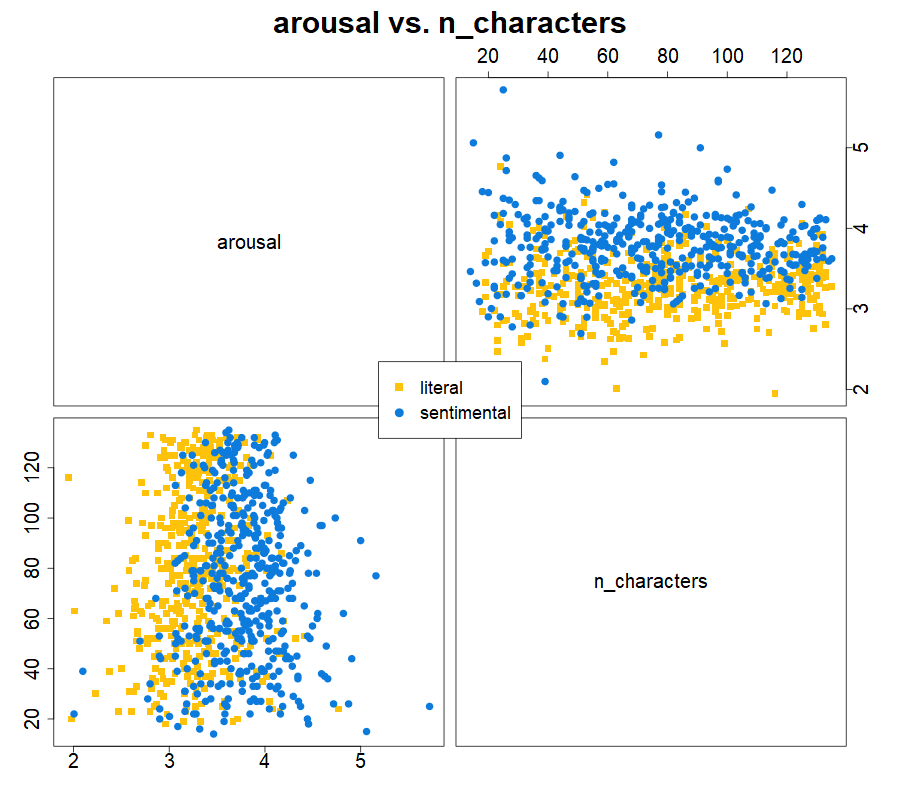 arousal vs. n_characters
20 40 60 80 100 120
arousal
5
4
3
2
literal
sentimental
120
100
80
60
40
20
n_characters
2 3 4 5